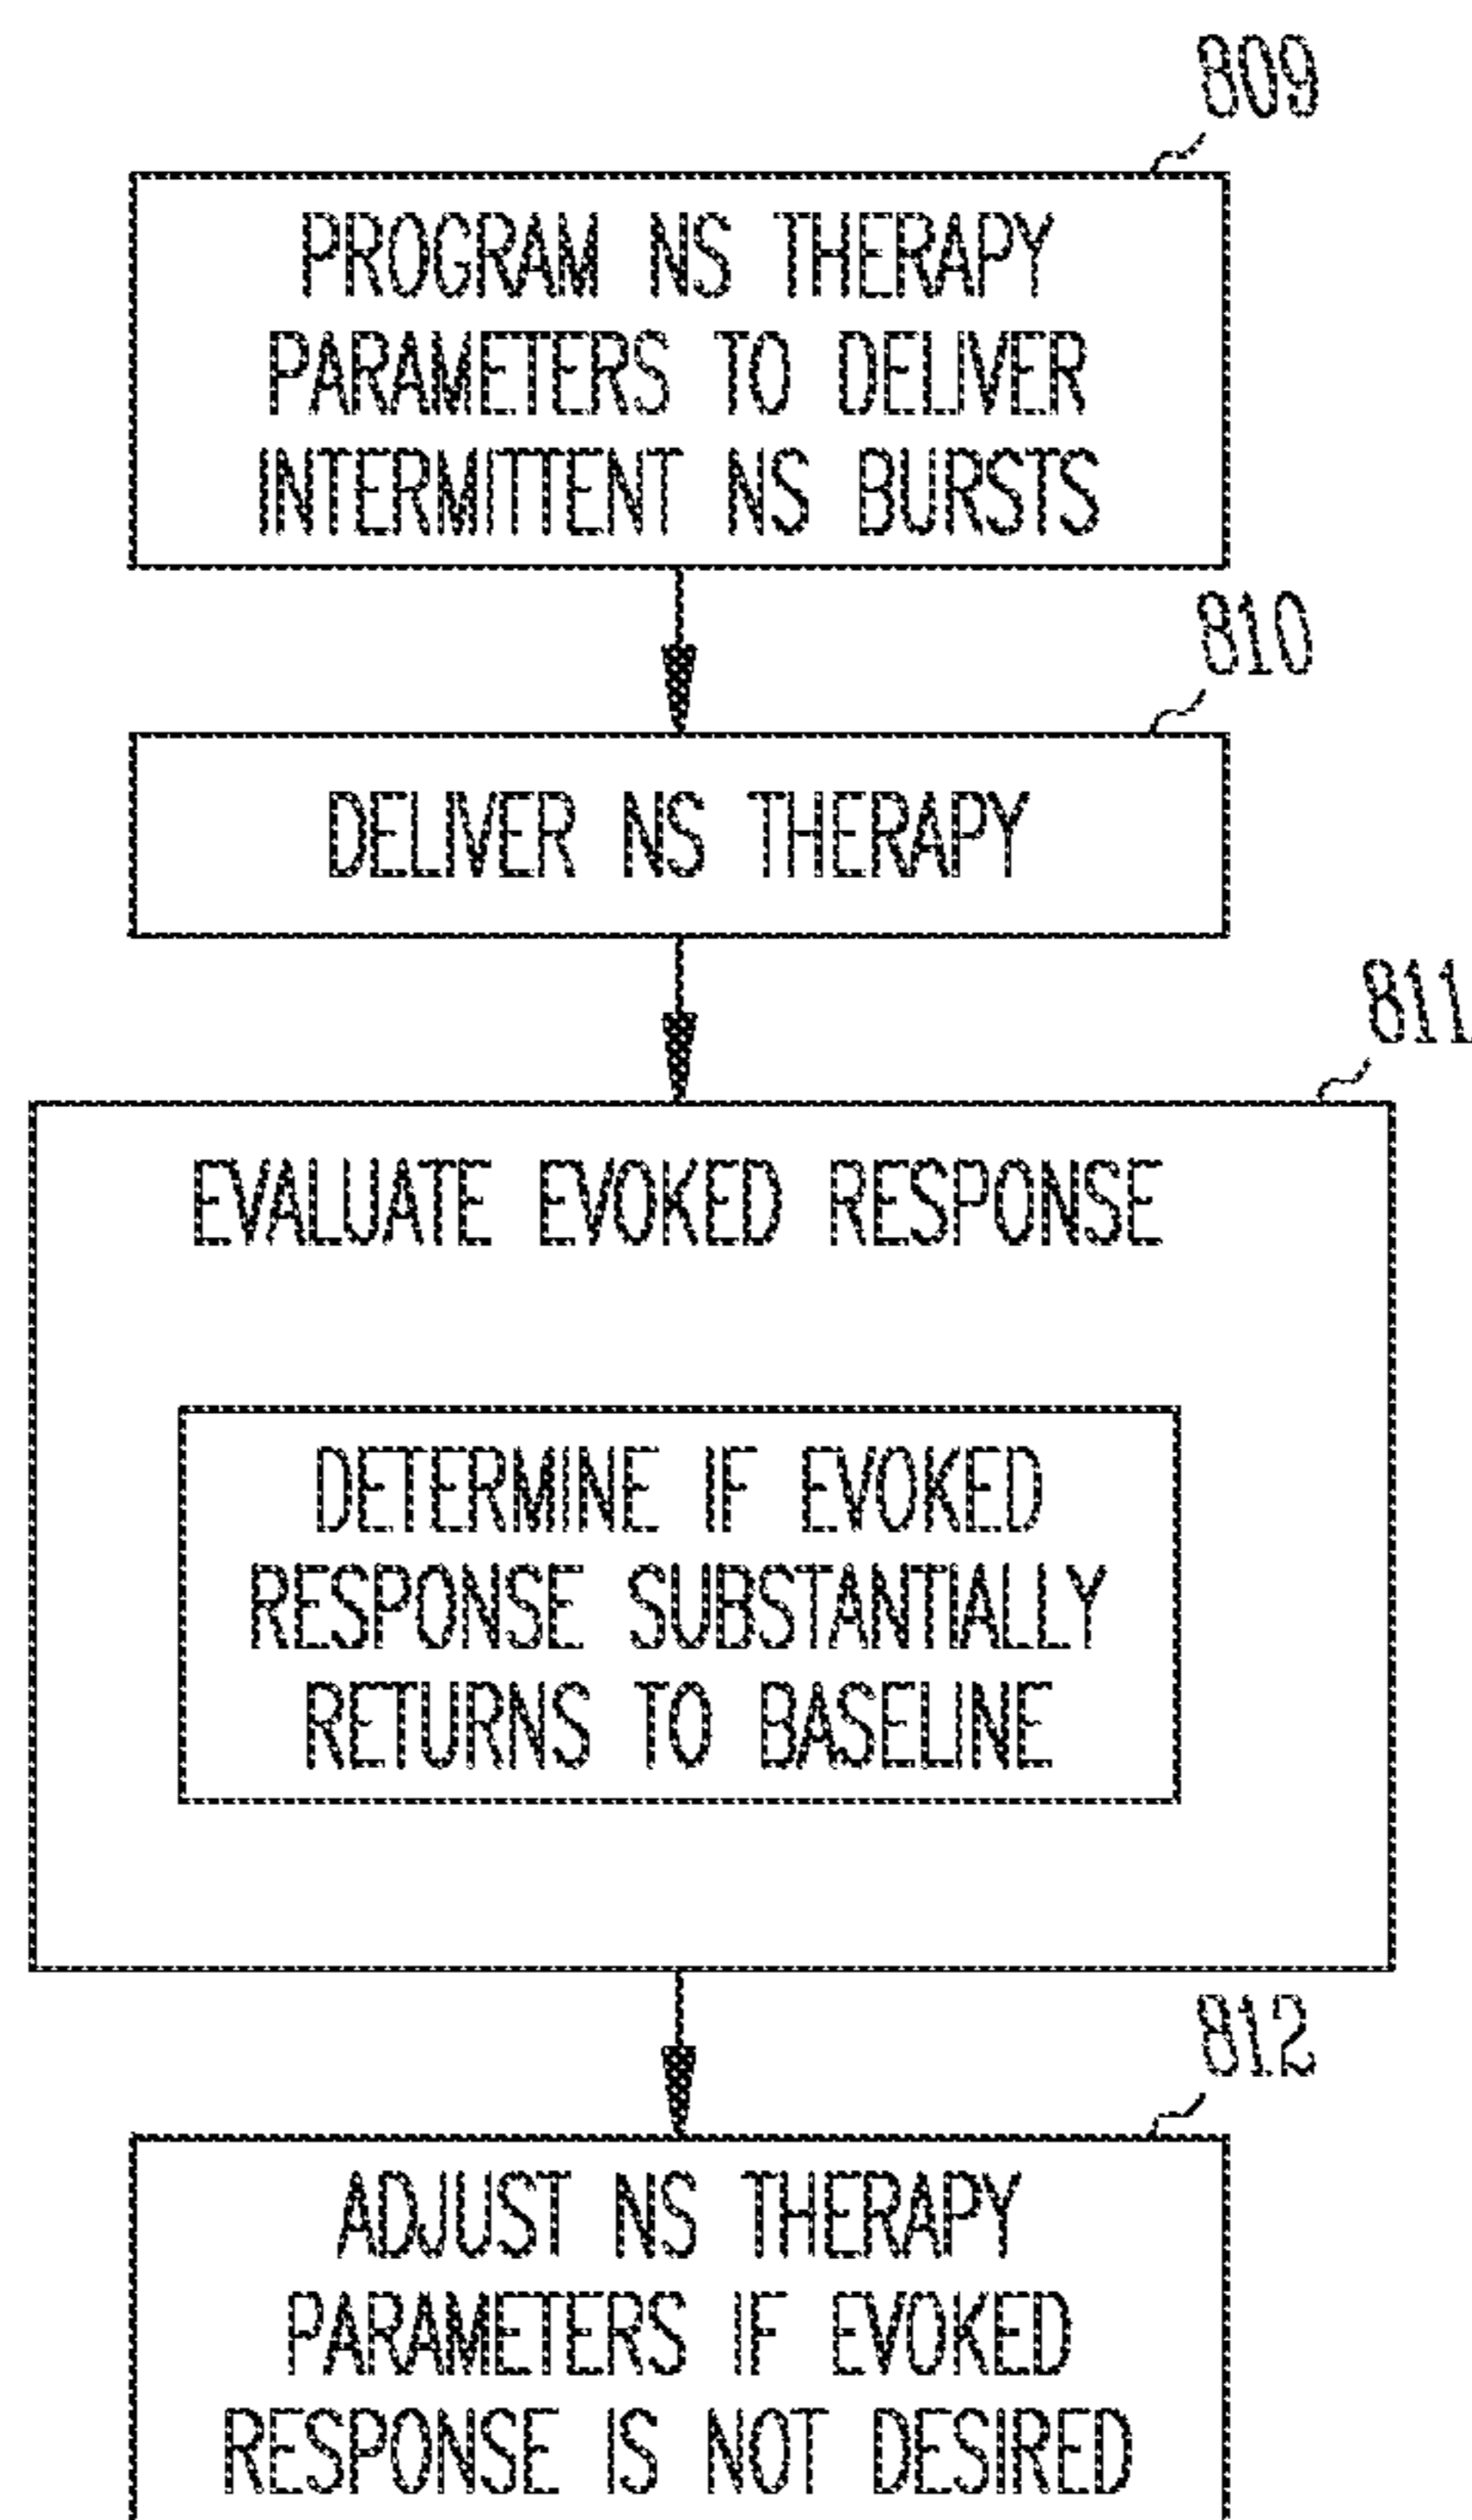 809
PROGRAM NS THERAPY
PARAMETERS TO DELIVER
INTERMITTENT NS BURSTS
810
DELIVER NS THERAPY
811
EVALUATE EVOKED RESPONSE
DETERMINE IF EVOKED
RESPONSE SUBSTANTIALLY
RETURNS TO BASELINE
812
ADJUST NS THERAPY
PARAMETERS IF EVOKED
RESPONSE IS NOT DESIRED